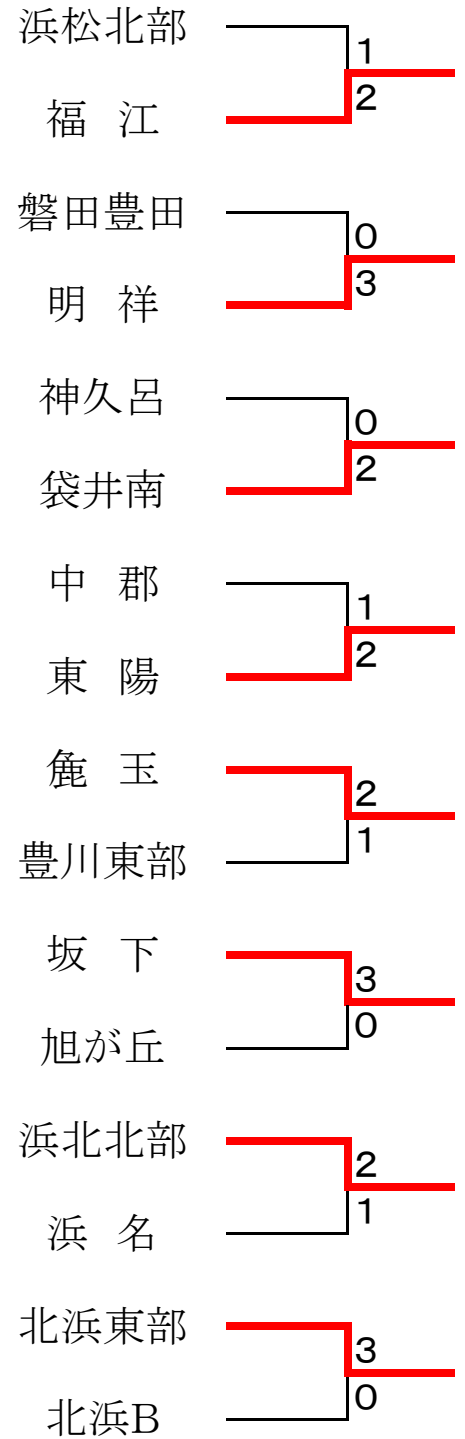 浜松北部
1
2
福 江
磐田豊田
0
3
明 祥
神久呂
0
2
袋井南
中 郡
1
2
東 陽
麁 玉
2
1
豊川東部
坂 下
3
0
旭が丘
浜北北部
2
1
浜 名
北浜東部
3
0
北浜B